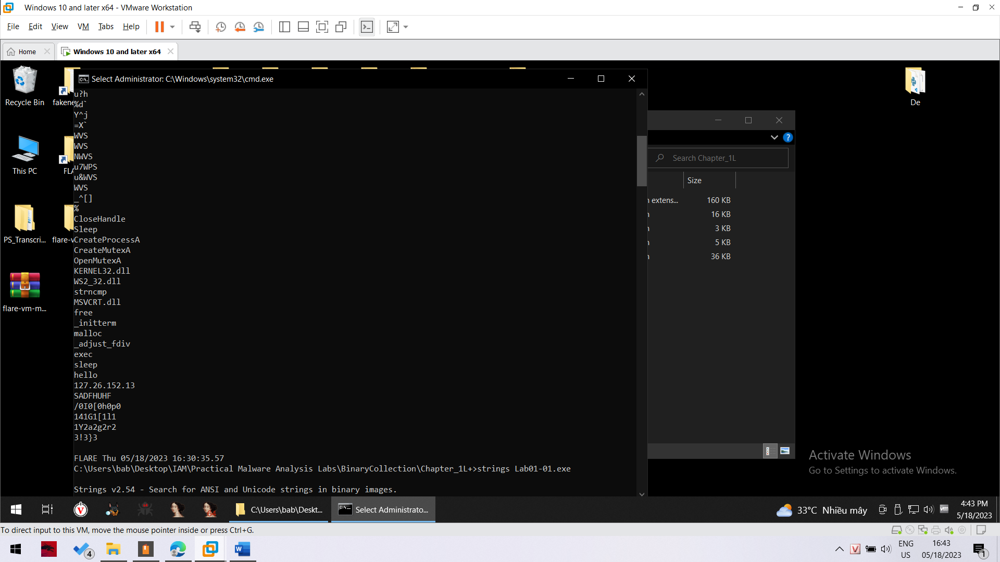 Windows 10 and later x64 - VMware Workstation
File Edit View VM Tabs Help
Home
Windows 10 and later x64
Recycle Bin
fakene
This PC
FLA
PS_Transcri...
flare-v
flare-vm-m...
De
Select Administrator: C:\Windows\system32\cmd.exe
u?h
%d`
Y^j
=X`
WVS
WVS
NWVS
u7WPS
u&WVS
WVS
_^[]
%
CloseHandle
Sleep
CreateProcessA
CreateMutexA
OpenMutexA
KERNEL32.dll
WS2_32.dll
strncmp
MSVCRT.dll
free
_initterm
malloc
_adjust_fdiv
exec
sleep
hello
127.26.152.13
SADFHUHF
/0I0[0h0p0
141G1[1l1
1Y2a2g2r2
3!3}3
FLARE Thu 05/18/2023 16:30:35.57
C:\Users\bab\Desktop\IAM\Practical Malware Analysis Labs\BinaryCollection\Chapter_1L+>strings Lab01-01.exe
Strings v2.54 - Search for ANSI and Unicode strings in binary images.
Search Chapter_1L
Size
extens... 160 KB
16 KB
3 KB
5 KB
36 KB
Activate Windows
Go to Settings to activate Windows.
C:\Users\bab\Deskt...
Select Administrato...
33°C Nhiều mây
4:43 PM
5/18/2023
To direct input to this VM, move the mouse pointer inside or press Ctrl+G.
4
ENG
US
16:43
05/18/2023
1